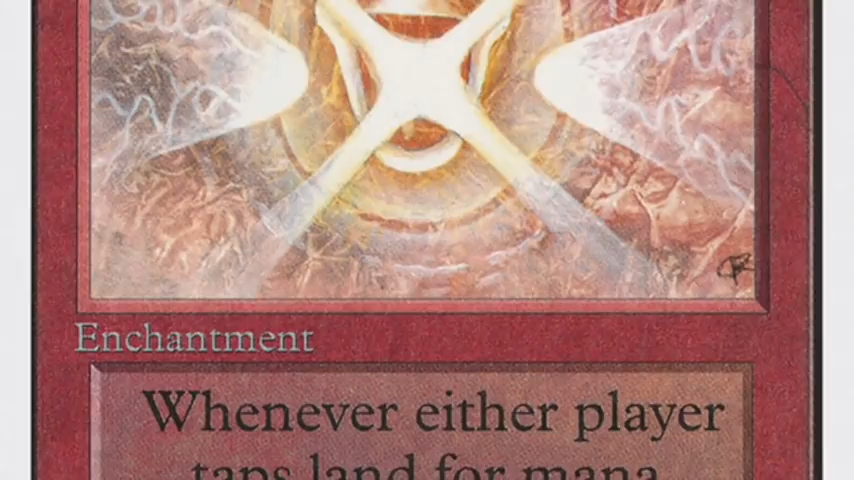 Enchantment
Whenever either player
taps land for mana